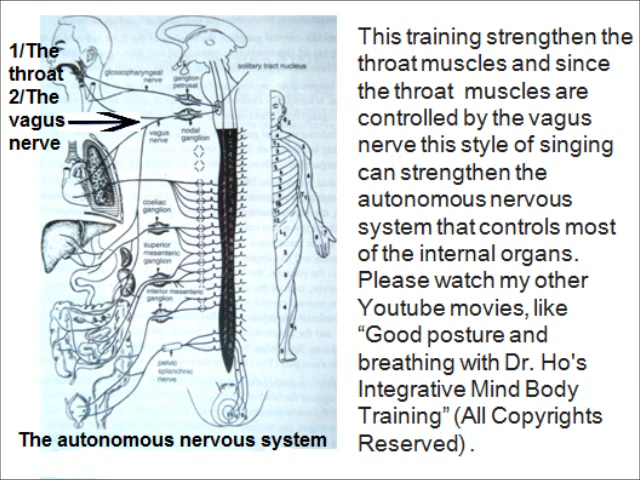 1/The
throat
2/The
vagus
nerve
glossopharyngeal
nerve
ganglion
petrosal
solitary tract nucleus
vagus
nerve
nodal
ganglion
coeliac
ganglion
superior
mesenteric
ganglion
inferior mesenteric
ganglion
pelvic
splanchnic
nerve
The autonomous nervous system
This training strengthen the
throat muscles and since
the throat muscles are
controlled by the vagus
nerve this style of singing
can strengthen the
autonomous nervous
system that controls most
of the internal organs.
Please watch my other
Youtube movies, like
“Good posture and
breathing with Dr. Ho's
Integrative Mind Body
Training” (All Copyrights
Reserved) .